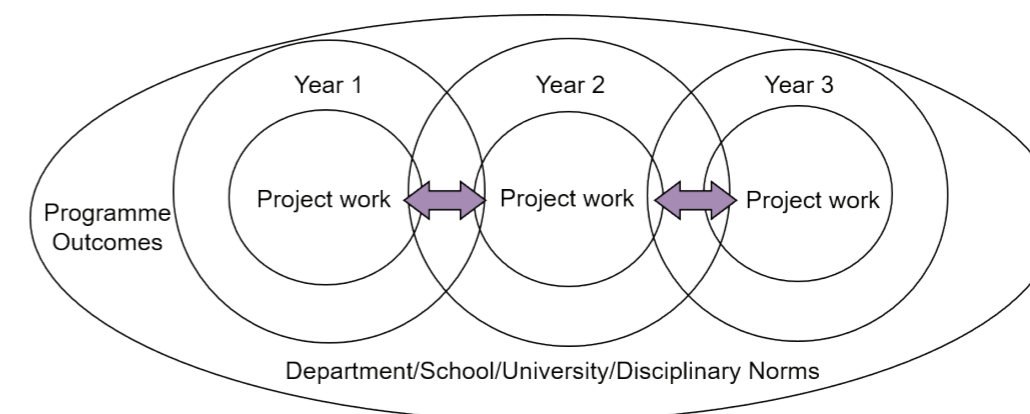 Year 1
Year 2
Year 3
Project work
Project work
Project work
Programme
Outcomes
Department/School/University/Disciplinary Norms